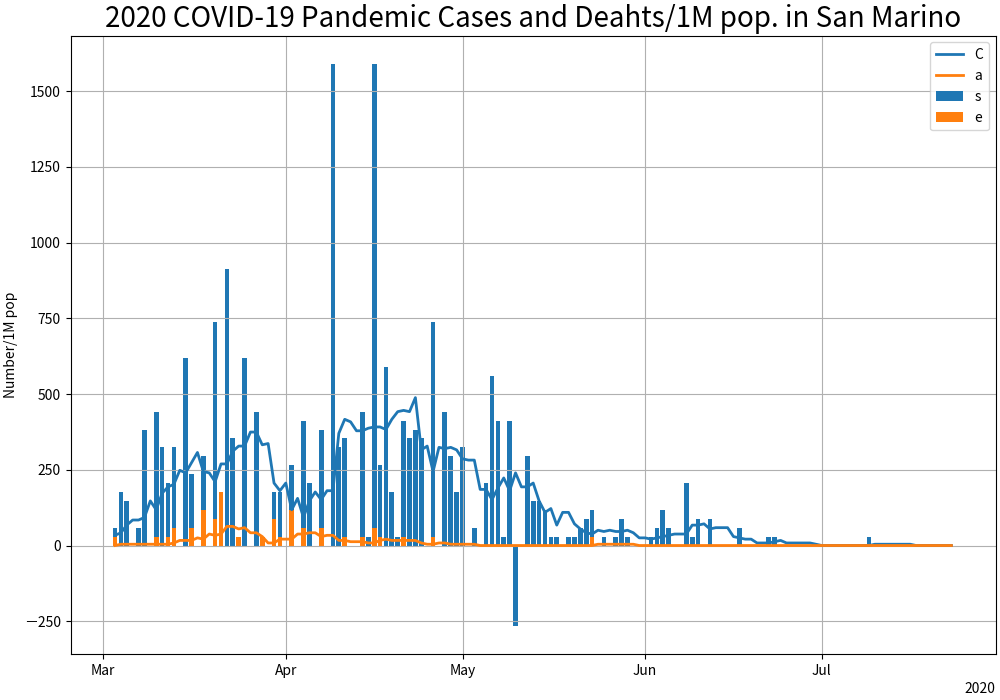 2020 COVID-19 Pandemic Cases and Deahts/1M pop. in San Marino
C
a
s
e
1500
1250
1000
750
500
250
0
−250
Number/1M pop
Mar
Apr
May
Jun
Jul
2020